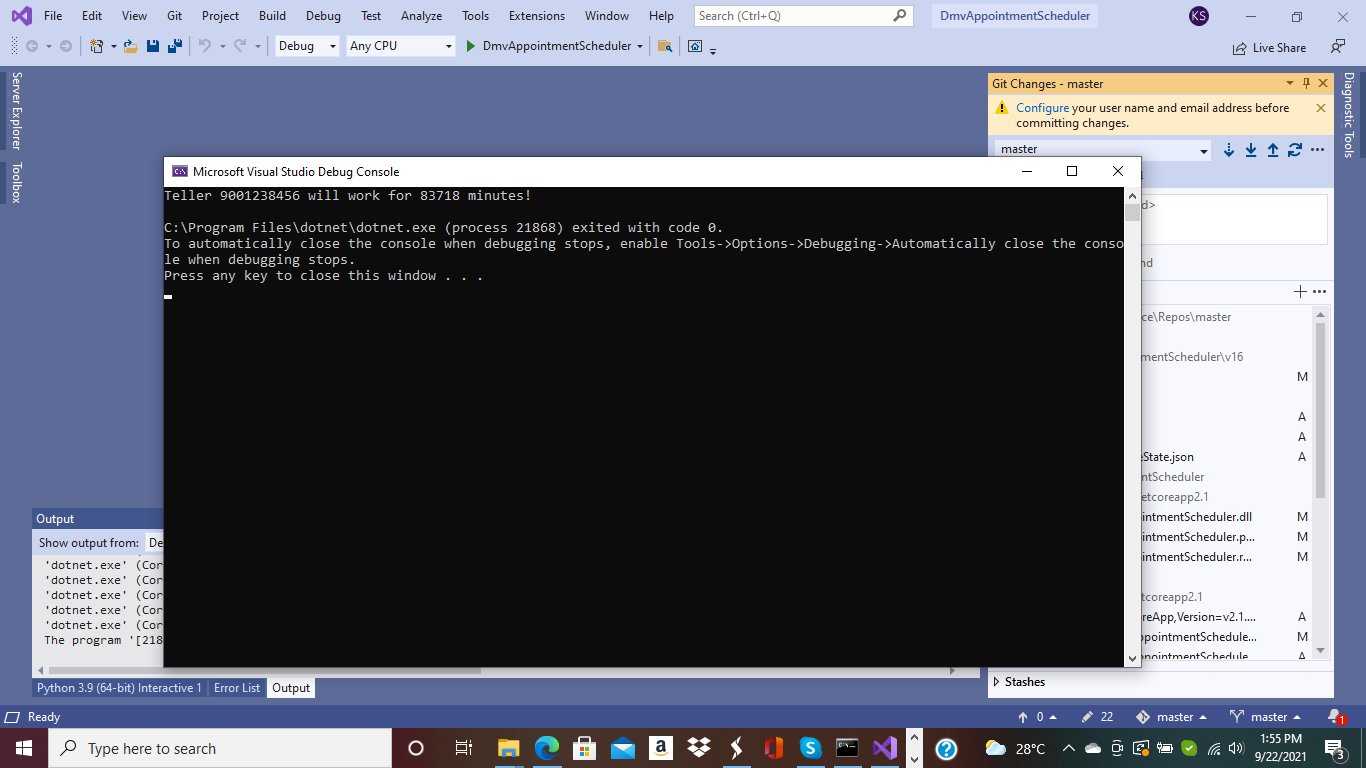 File Edit View Git Project Build Debug Test Analyze Tools Extensions Window Help Search (Ctrl+Q) DmvAppointmentScheduler KS
Debug Any CPU DmvAppointmentScheduler Live Share
Server Explorer
Toolbox
Diagnostic Tools
Git Changes - master
Configure your user name and email address before
committing changes.
master
Microsoft Visual Studio Debug Console
Teller 9001238456 will work for 83718 minutes!
C:\Program Files\dotnet\dotnet.exe (process 21868) exited with code 0.
To automatically close the console when debugging stops, enable Tools->Options->Debugging->Automatically close the conso
le when debugging stops.
Press any key to close this window . . .
d>
nd
ce\Repos\master
mentScheduler\v16
M
A
A
eState.json A
ntScheduler
etcoreapp2.1
ointmentScheduler.dll M
ointmentScheduler.p... M
ointmentScheduler.r... M
tcoreapp2.1
reApp,Version=v2.1.... A
ppointmentSchedule... M
ppointmentSchedule A
Stashes
Output
Show output from: De
'dotnet.exe' (Cor
'dotnet.exe' (Cor
'dotnet.exe' (Cor
'dotnet.exe' (Cor
'dotnet.exe' (Cor
The program '[218
Python 3.9 (64-bit) Interactive 1 Error List Output
Ready 0 22 master master 1
Type here to search 28°C 1:55 PM
9/22/2021
3